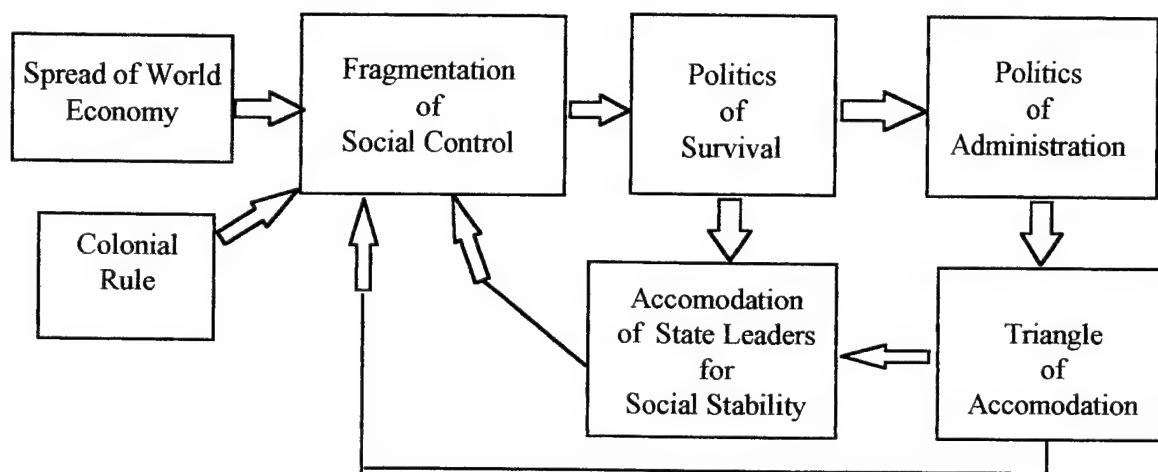 Spread of World
Economy
Fragmentation
of
Social Control
Politics
of
Survival
Politics
of
Administration
Colonial
Rule
Accomodation
of State Leaders
for
Social Stability
Triangle
of
Accomodation